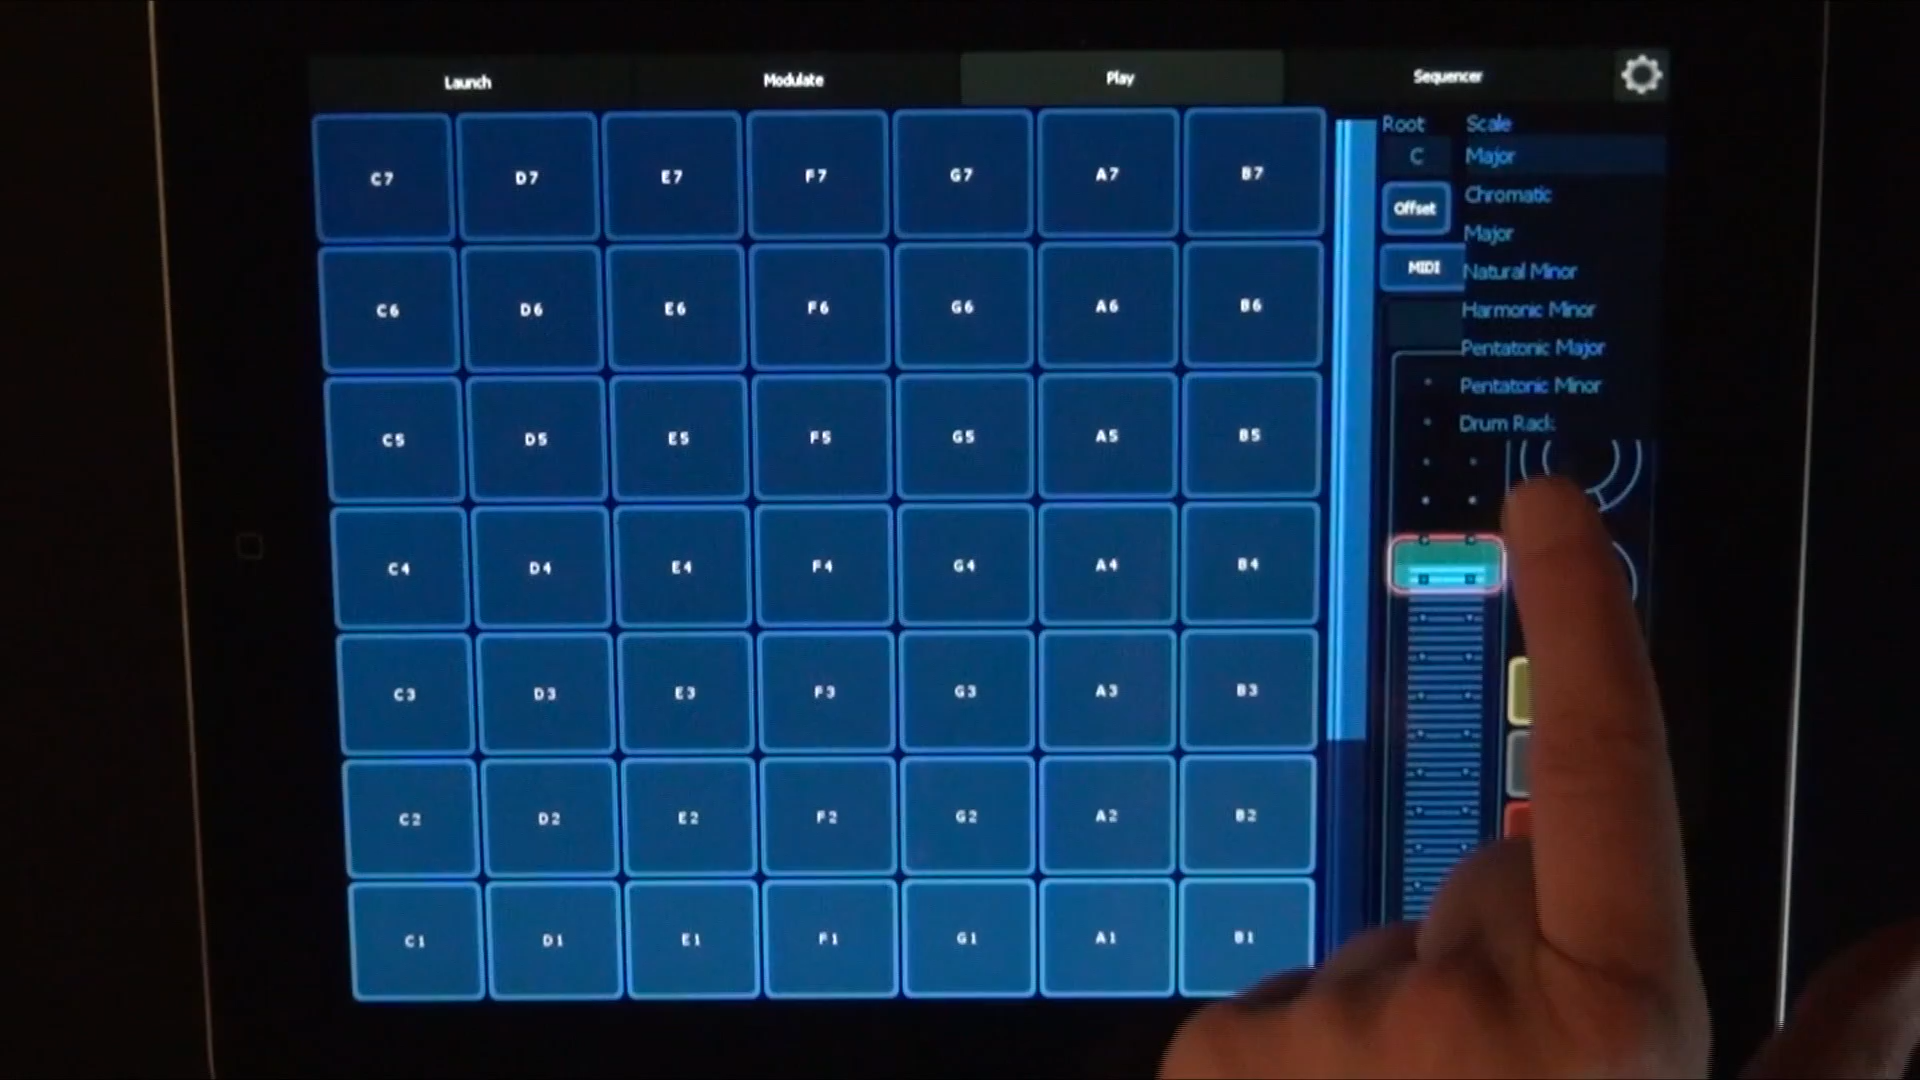 Launch Modulate Play Sequencer
Root Scale
C Major
Chromatic
Offset
Major
MIDI Natural Minor
Harmonic Minor
Pentatonic Major
Pentatonic Minor
Drum Rack
C7 D7 E7 F7 G7 A7 B7
C6 D6 E6 F6 G6 A6 B6
C5 D5 E5 F5 G5 A5 B5
C4 D4 E4 F4 G4 A4 B4
C3 D3 E3 F3 G3 A3 B3
C2 D2 E2 F2 G2 A2 B2
C1 D1 E1 F1 G1 A1 B1